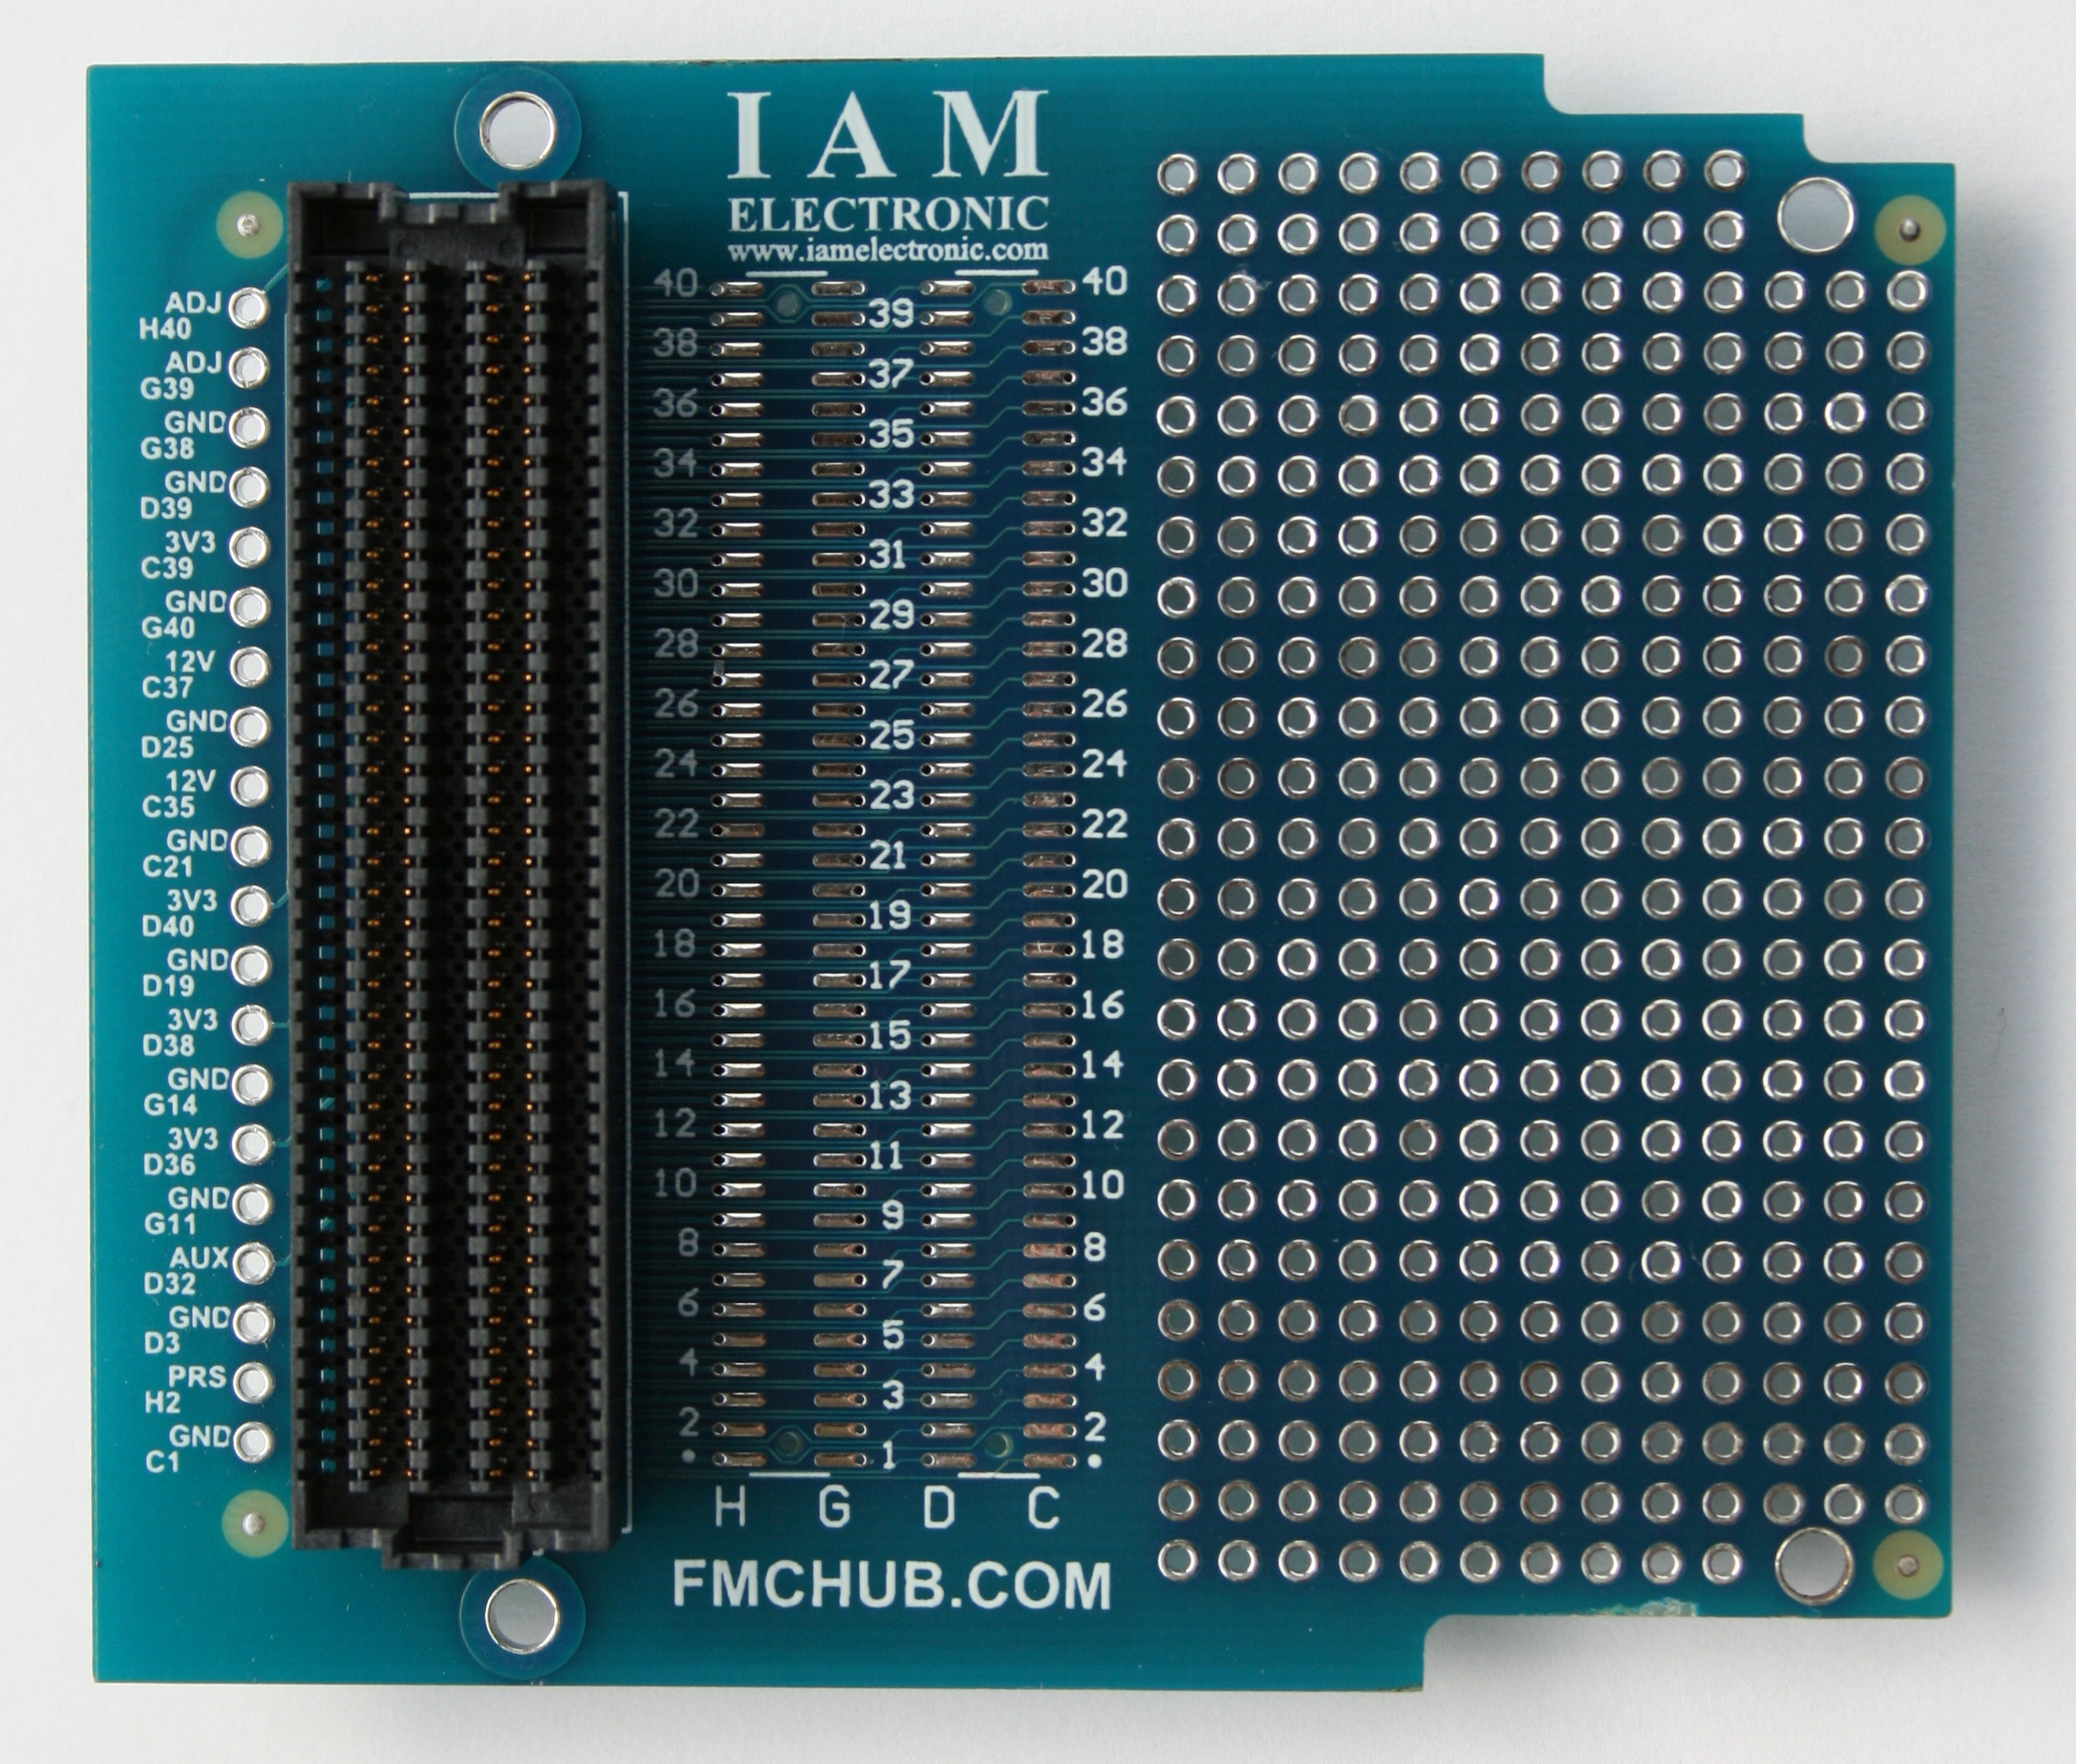 I A M
ELECTRONIC
www.iamelectronic.com
ADJ
H40
ADJ
G39
GND
G38
GND
D39
3V3
C39
GND
G40
12V
C37
GND
D25
12V
C35
GND
C21
3V3
D40
GND
D19
3V3
D38
GND
G14
3V3
D36
GND
G11
AUX
D32
GND
D3
PRS
H2
GND
C1
40 40
39
38 38
37
36 36
35
34 34
33
32 32
31
30 30
29
28 28
27
26 26
25
24 24
23
22 22
21
20 20
19
18 18
17
16 16
15
14 14
13
12 12
11
10 10
9
8 8
7
6 6
5
4 4
3
2 2
1
H G D C
FMCHUB.COM